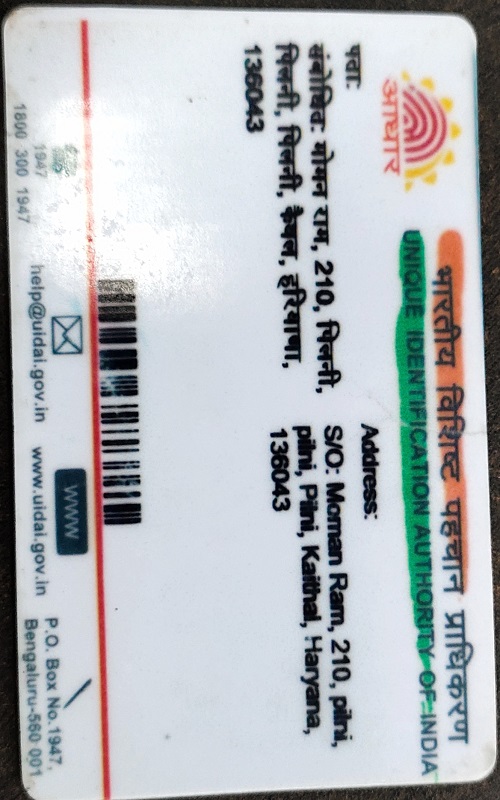 भारतीय विशिष्ट पहचान प्राधिकरण
UNIQUE IDENTIFICATION AUTHORITY OF INDIA
आधार
पता:
संबोधित: मोमन राम, 210, पिलनी,
पिलनी, पिलनी, कैथल, हरियाणा,
136043
Address:
S/O: Moman Ram, 210, pilni,
pilni, Pilni, Kaithal, Haryana,
136043
1947
1800 300 1947
help@uidai.gov.in
WWW
www.uidai.gov.in
P.O. Box No.1947,
Bengaluru-560 001